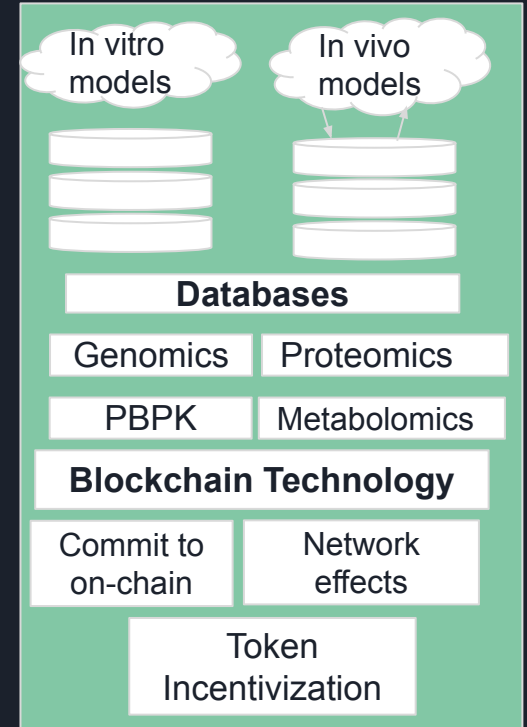 In vitro
models
In vivo
models
Databases
Genomics
Proteomics
PBPK
Metabolomics
Blockchain Technology
Commit to
on-chain
Network
effects
Token
Incentivization